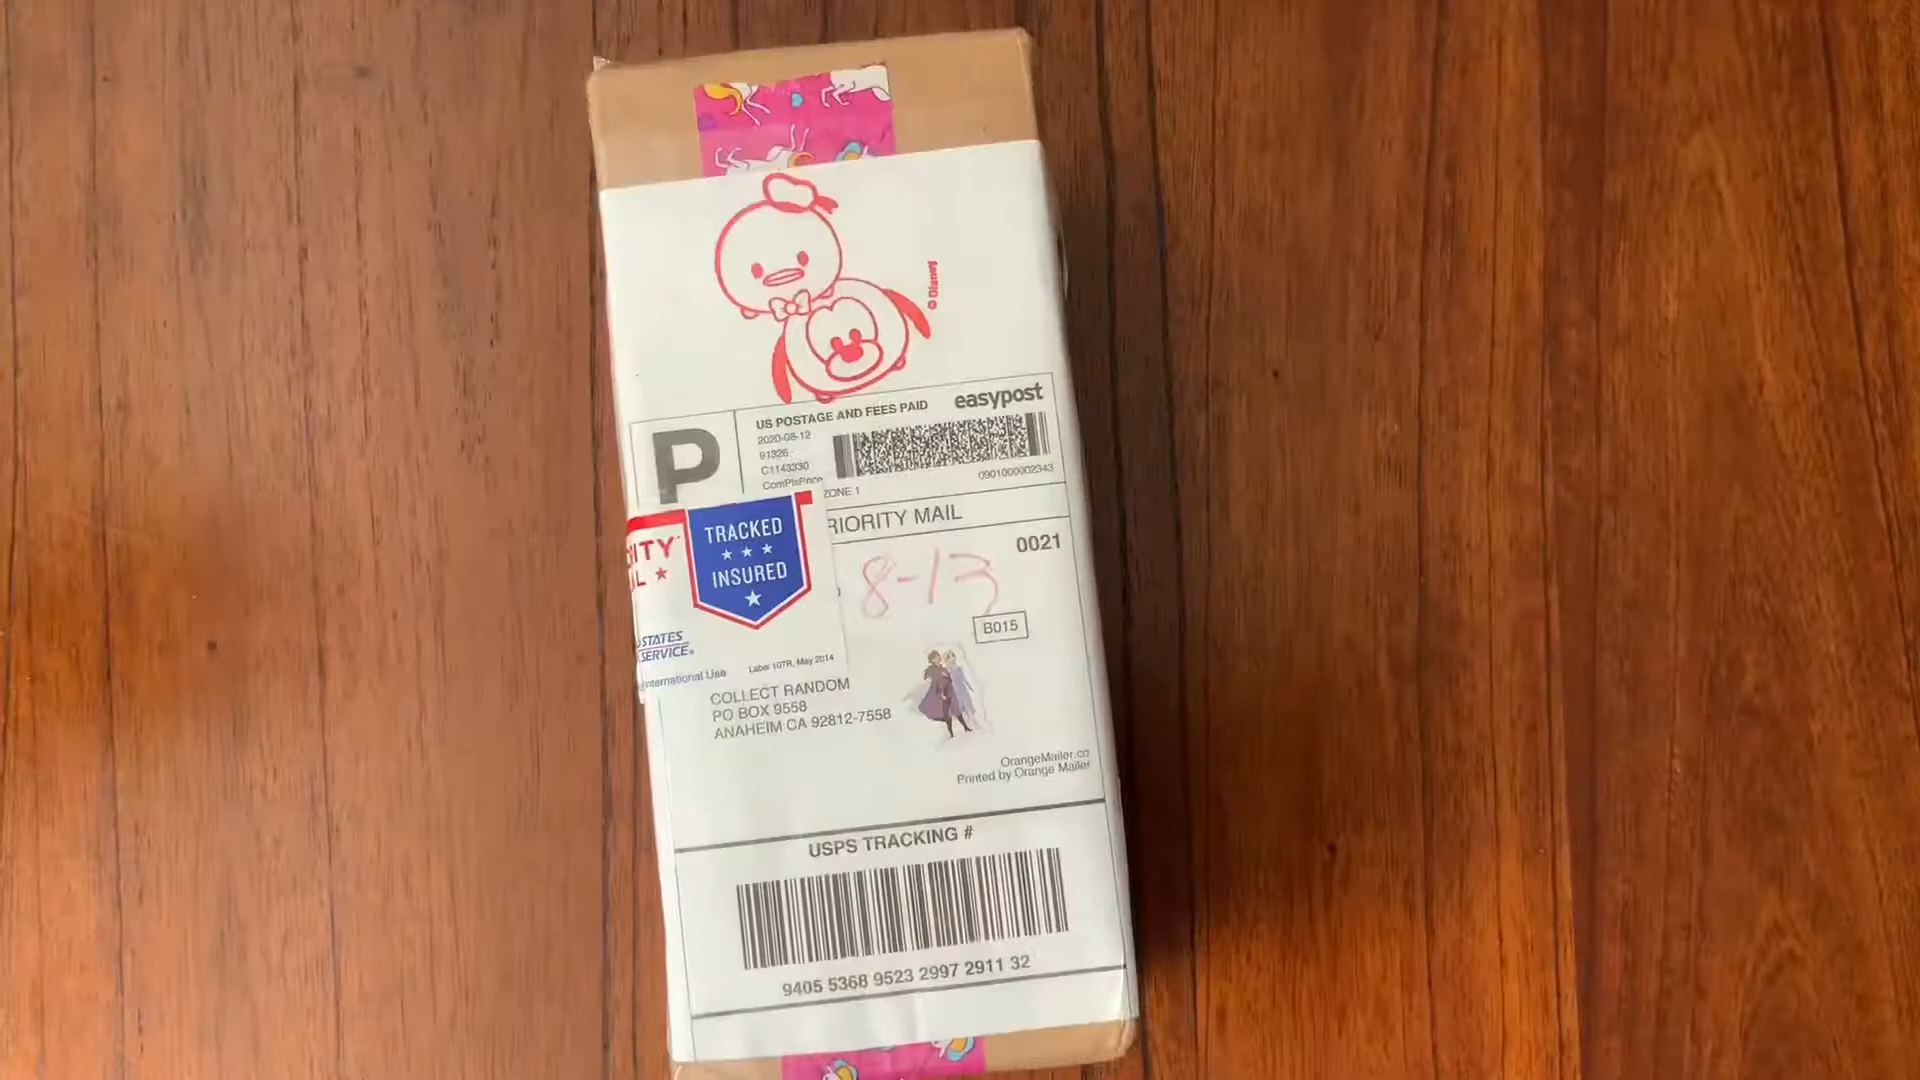 © Disney
P
US POSTAGE AND FEES PAID
easypost
2020-08-12
91326
C1143330
ComPlsPrice
ZONE 1
0901000002343
RIORITY MAIL
0021
8-13
B015
TRACKED
INSURED
STATES
SERVICE®
International Use
Label 107R, May 2014
COLLECT RANDOM
PO BOX 9558
ANAHEIM CA 92812-7558
OrangeMailer.co
Printed by Orange Mailer
USPS TRACKING #
9405 5368 9523 2997 2911 32